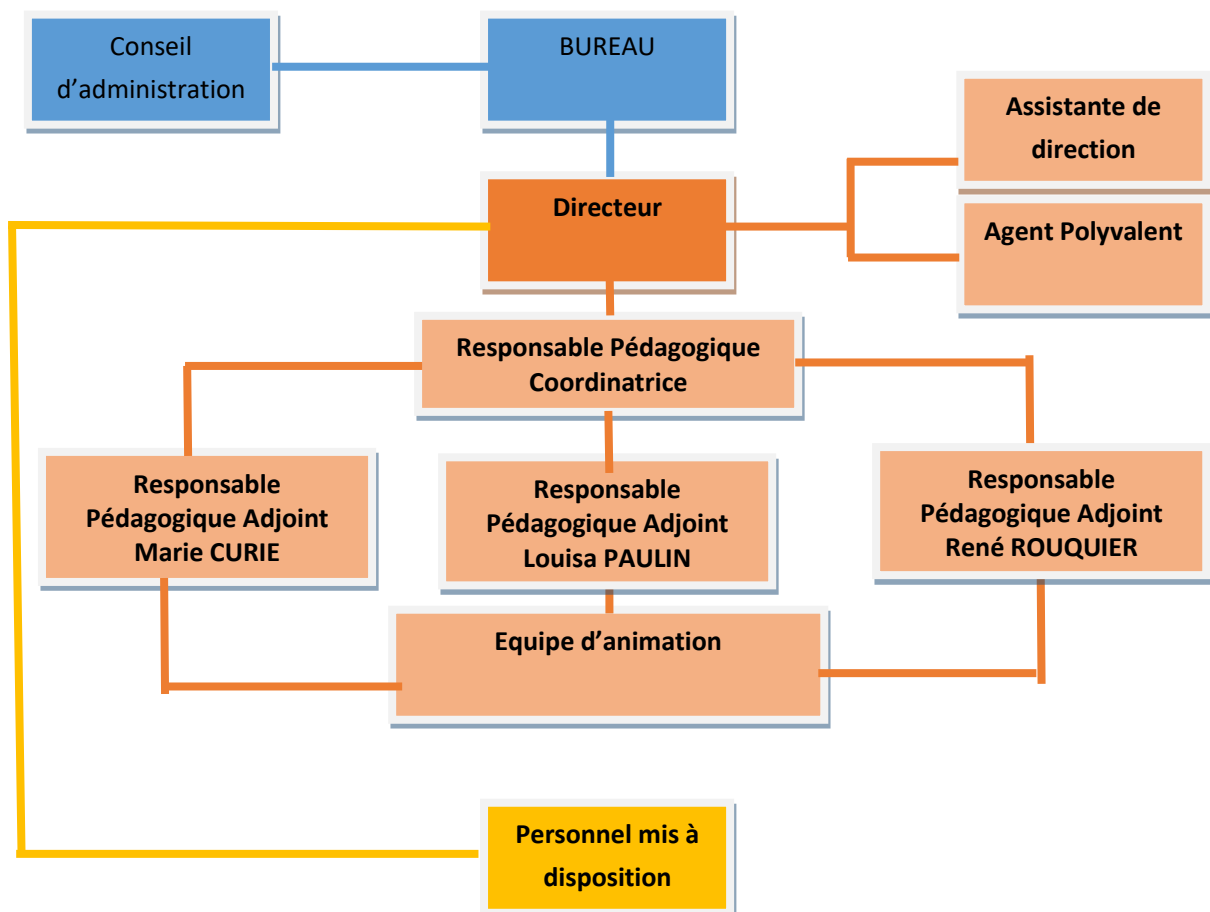 Conseil
d’administration
BUREAU
Assistante de
direction
Directeur
Agent Polyvalent
Responsable Pédagogique
Coordinatrice
Responsable
Pédagogique Adjoint
Marie CURIE
Responsable
Pédagogique Adjoint
Louisa PAULIN
Responsable
Pédagogique Adjoint
René ROUQUIER
Equipe d’animation
Personnel mis à
disposition